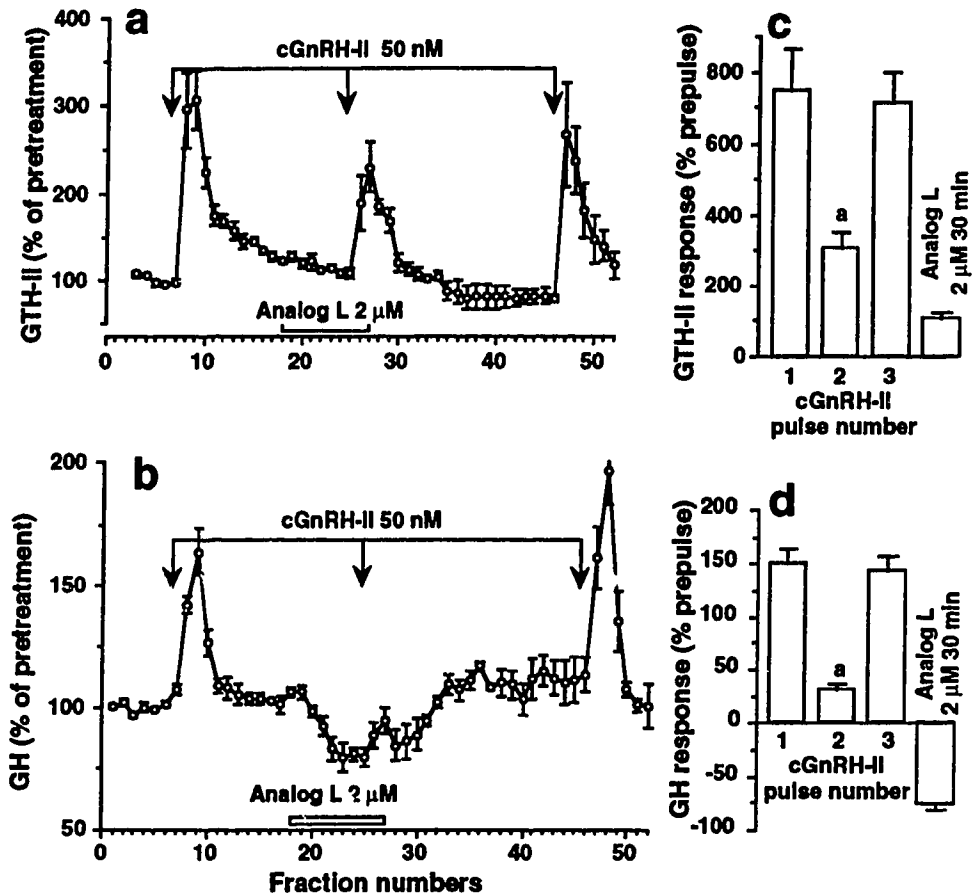 a
400
300
200
100
GTH-II (% of pretreatment)
cGnRH-II 50 nM
Analog L 2 μM
0 10 20 30 40 50
b
200
150
100
50
GH (% of pretreatment)
cGnRH-II 50 nM
Analog L ? μM
0 10 20 30 40 50
Fraction numbers
c
800
600
400
200
0
GTH-II response (% prepulse)
a
Analog L
2 μM 30 min
1 2 3
cGnRH-II
pulse number
d
200
150
100
50
0
-50
-100
GH response (% prepulse)
a
Analog L
2 μM 30 min
1 2 3
cGnRH-II
pulse number